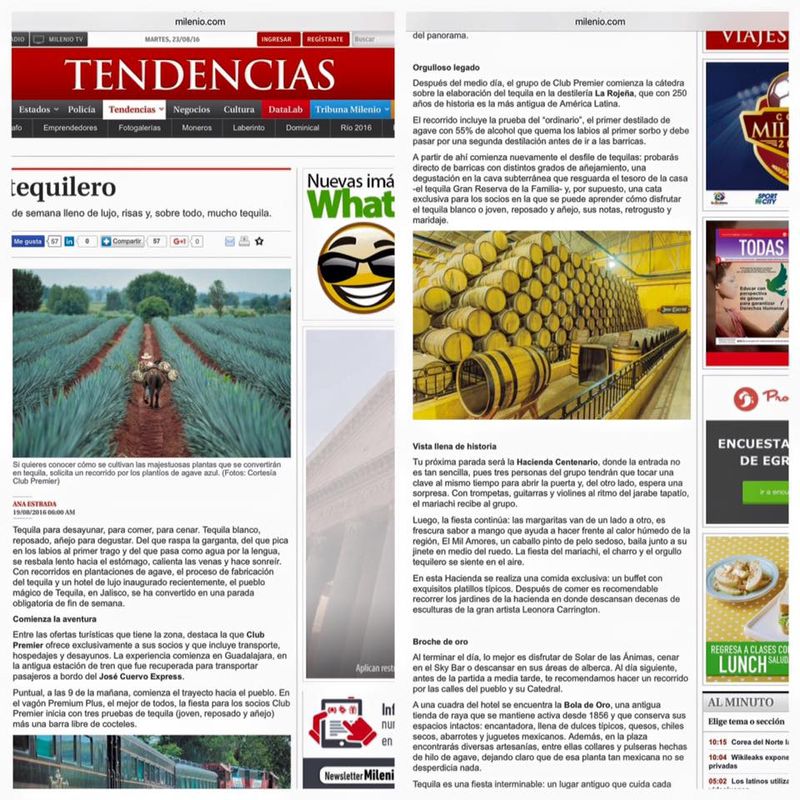 milenio.com
ADIO
MILENIO TV
MARTES, 23/08/16
INGRESAR
REGÍSTRATE
Buscar
TENDENCIAS
Estados
Policía
Tendencias
Negocios
Cultura
DataLab
Tribuna Milenio
afo
Emprendedores
Fotogalerías
Moneros
Laberinto
Dominical
Río 2016
tequilero
de semana lleno de lujo, risas y, sobre todo, mucho tequila.
Me gusta
57
in
0
Compartir
57
G+1
0
Si quieres conocer cómo se cultivan las majestuosas plantas que se convertirán
en tequila, solicita un recorrido por los plantíos de agave azul. (Fotos: Cortesía
Club Premier)
ANA ESTRADA
19/08/2016 06:00 AM
Tequila para desayunar, para comer, para cenar. Tequila blanco,
reposado, añejo para degustar. Del que raspa la garganta, del que pica
en los labios al primer trago y del que pasa como agua por la lengua,
se resbala lento hacia el estómago, calienta las venas y hace sonreír.
Con recorridos en plantaciones de agave, el proceso de fabricación
del tequila y un hotel de lujo inaugurado recientemente, el pueblo
mágico de Tequila, en Jalisco, se ha convertido en una parada
obligatoria de fin de semana.
Comienza la aventura
Entre las ofertas turísticas que tiene la zona, destaca la que Club
Premier ofrece exclusivamente a sus socios y que incluye transporte,
hospedajes y desayunos. La experiencia comienza en Guadalajara, en
la antigua estación de tren que fue recuperada para transportar
pasajeros a bordo del José Cuervo Express.
Puntual, a las 9 de la mañana, comienza el trayecto hacia el pueblo. En
el vagón Premium Plus, el mejor de todos, la fiesta para los socios Club
Premier inicia con tres pruebas de tequila (joven, reposado y añejo)
más una barra libre de cocteles.
Nuevas imá
What
Aplican rest
Inf
nu
en
Newsletter Mileni
milenio.com
del panorama.
Orgulloso legado
Después del medio día, el grupo de Club Premier comienza la cátedra
sobre la elaboración del tequila en la destilería La Rojeña, que con 250
años de historia es la más antigua de América Latina.
El recorrido incluye la prueba del “ordinario”, el primer destilado de
agave con 55% de alcohol que quema los labios al primer sorbo y debe
pasar por una segunda destilación antes de ir a las barricas.
A partir de ahí comienza nuevamente el desfile de tequilas: probarás
directo de barricas con distintos grados de añejamiento, una
degustación en la cava subterránea que resguarda el tesoro de la casa
-el tequila Gran Reserva de la Familia- y, por supuesto, una cata
exclusiva para los socios en la que se puede aprender cómo disfrutar
el tequila blanco o joven, reposado y añejo, sus notas, retrogusto y
maridaje.
Vista llena de historia
Tu próxima parada será la Hacienda Centenario, donde la entrada no
es tan sencilla, pues tres personas del grupo tendrán que tocar una
clave al mismo tiempo para abrir la puerta y, del otro lado, espera una
sorpresa. Con trompetas, guitarras y violines al ritmo del jarabe tapatío,
el mariachi recibe al grupo.
Luego, la fiesta continúa: las margaritas van de un lado a otro, es
frescura sabor a mango que ayuda a hacer frente al calor húmedo de la
región, El Mil Amores, un caballo pinto de pelo sedoso, baila junto a su
jinete en medio del ruedo. La fiesta del mariachi, el charro y el orgullo
tequilero se siente en el aire.
En esta Hacienda se realiza una comida exclusiva: un buffet con
exquisitos platillos típicos. Después de comer es recomendable
recorrer los jardines de la hacienda en donde descansan decenas de
esculturas de la gran artista Leonora Carrington.
Broche de oro
Al terminar el día, lo mejor es disfrutar de Solar de las Ánimas, cenar
en el Sky Bar o descansar en sus áreas de alberca. Al día siguiente,
antes de la partida a media tarde, te recomendamos hacer un recorrido
por las calles del pueblo y su Catedral.
A una cuadra del hotel se encuentra la Bola de Oro, una antigua
tienda de raya que se mantiene activa desde 1856 y que conserva sus
espacios intactos: encantadora, llena de dulces típicos, quesos, chiles
secos, abarrotes y juguetes mexicanos. Además, en la plaza
encontrarás diversas artesanías, entre ellas collares y pulseras hechas
de hilo de agave, dejando claro que de esa planta tan mexicana no se
desperdicia nada.
Tequila es una fiesta interminable: un lugar antiguo que cuida cada
VIAJES
MIL
SPORT
CITY
TODAS
Educar con
perspectiva
de género
para garantizar
Derechos Humanos
Pro
ENCUESTA
DE EGR
ir a encu
REGRESA A CLASES CO
LUNCH SALUD
AL MINUTO
Elige tema o sección
10:15 Corea del Norte l
10:04 Wikileaks expone
privadas
05:02 Los latinos utiliz